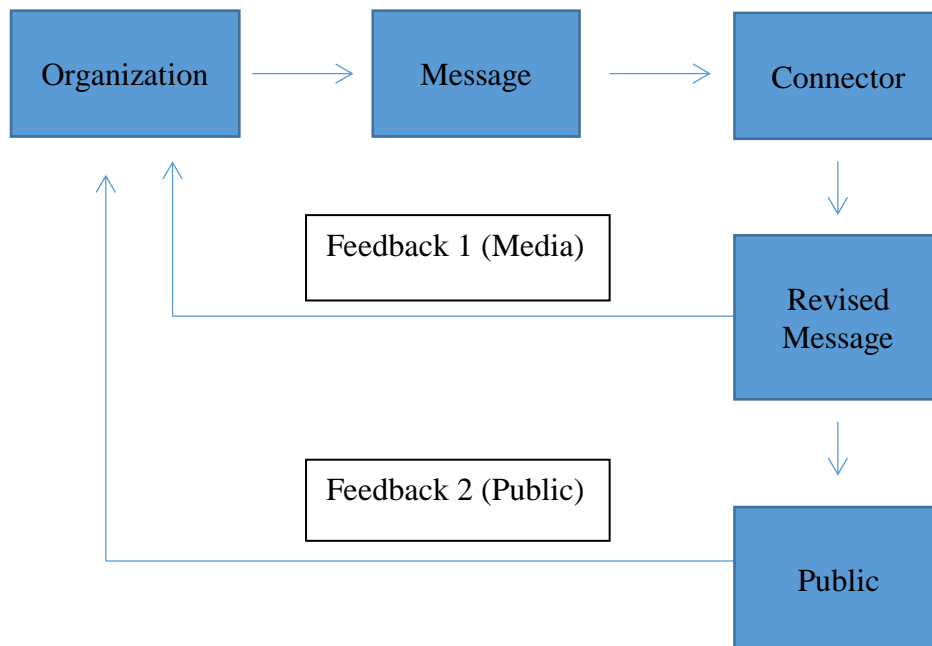 Organization
Message
Connector
Feedback 1 (Media)
Revised
Message
Feedback 2 (Public)
Public